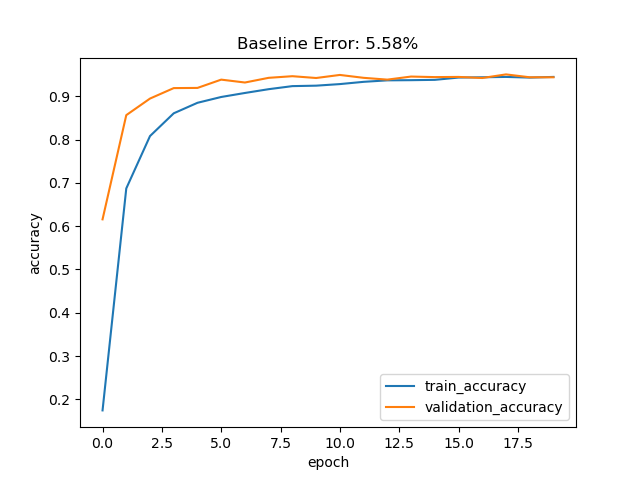 Baseline Error: 5.58%
accuracy
0.9
0.8
0.7
0.6
0.5
0.4
0.3
0.2
train_accuracy
validation_accuracy
0.0 2.5 5.0 7.5 10.0 12.5 15.0 17.5
epoch